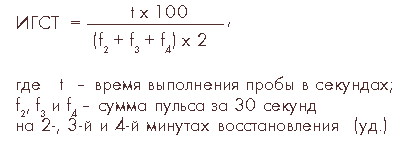 ИГСТ = t x 100 / (f₂ + f₃ + f₄) x 2 ,
где t – время выполнения пробы в секундах;
f₂, f₃ и f₄ – сумма пульса за 30 секунд
на 2-, 3-й и 4-й минутах восстановления (уд.)